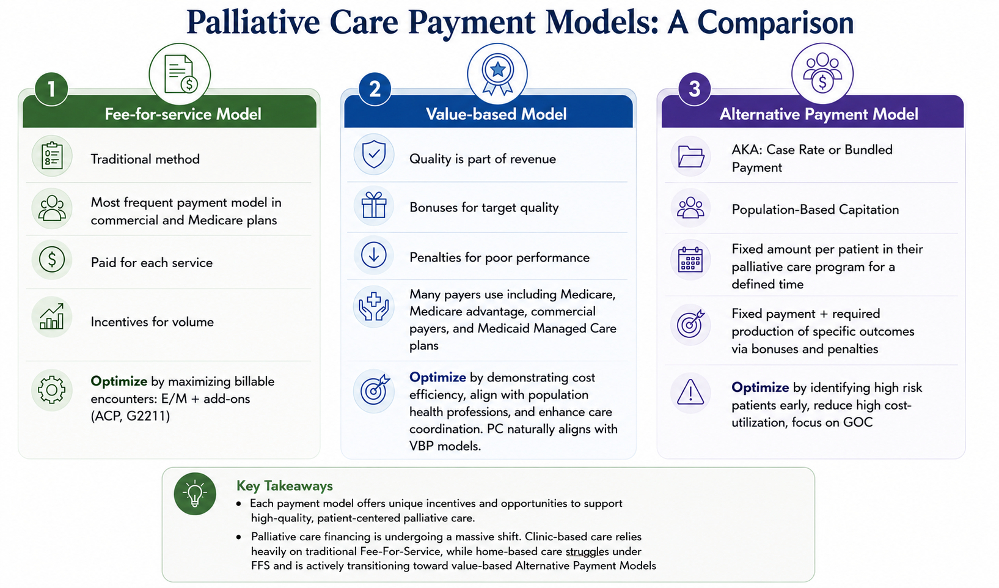 Palliative Care Payment Models: A Comparison
1
Fee-for-service Model
Traditional method
Most frequent payment model in
commercial and Medicare plans
$
Paid for each service
Incentives for volume
Optimize by maximizing billable
encounters: E/M + add-ons
(ACP, G2211)
2
Value-based Model
Quality is part of revenue
Bonuses for target quality
Penalties for poor performance
Many payers use including Medicare,
Medicare advantage, commercial
payers, and Medicaid Managed Care
plans
Optimize by demonstrating cost
efficiency, align with population
health professions, and enhance care
coordination. PC naturally aligns with
VBP models.
3
$
Alternative Payment Model
AKA: Case Rate or Bundled
Payment
Population-Based Capitation
Fixed amount per patient in their
palliative care program for a
defined time
Fixed payment + required
production of specific outcomes
via bonuses and penalties
Optimize by identifying high risk
patients early, reduce high cost-
utilization, focus on GOC
Key Takeaways
• Each payment model offers unique incentives and opportunities to support
high-quality, patient-centered palliative care.
• Palliative care financing is undergoing a massive shift. Clinic-based care relies
heavily on traditional Fee-For-Service, while home-based care struggles under
FFS and is actively transitioning toward value-based Alternative Payment Models